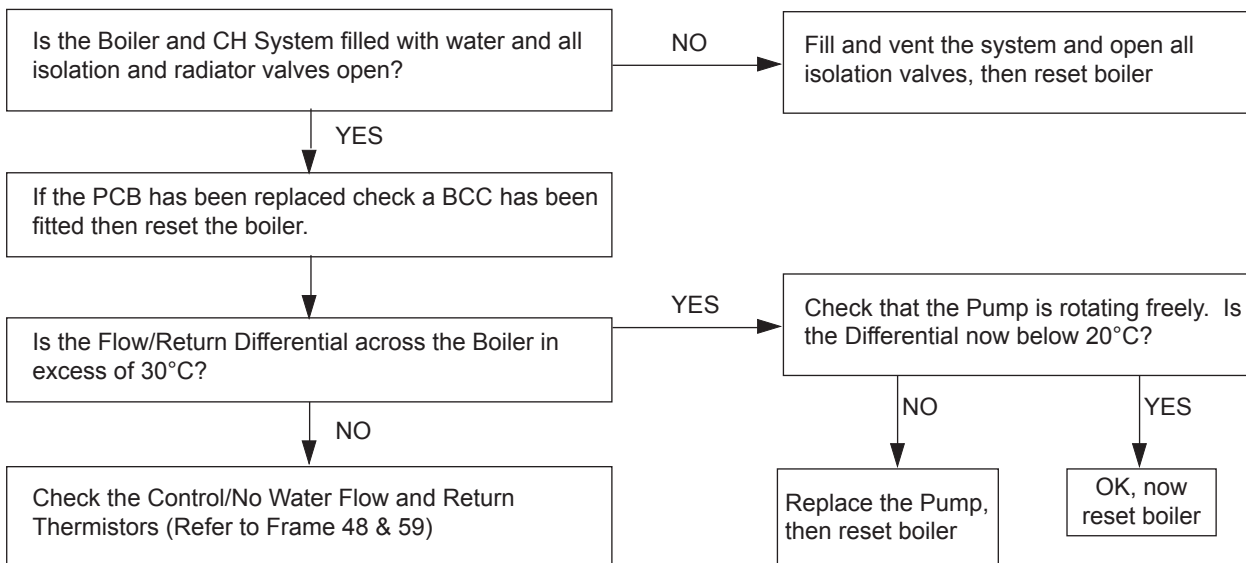 Is the Boiler and CH System filled with water and all
isolation and radiator valves open?
NO
Fill and vent the system and open all
isolation valves, then reset boiler
YES
If the PCB has been replaced check a BCC has been
fitted then reset the boiler.
Is the Flow/Return Differential across the Boiler in
excess of 30°C?
YES
Check that the Pump is rotating freely.  Is
the Differential now below 20°C?
NO
Check the Control/No Water Flow and Return
Thermistors (Refer to Frame 48 & 59)
NO
Replace the Pump,
then reset boiler
YES
OK, now
reset boiler